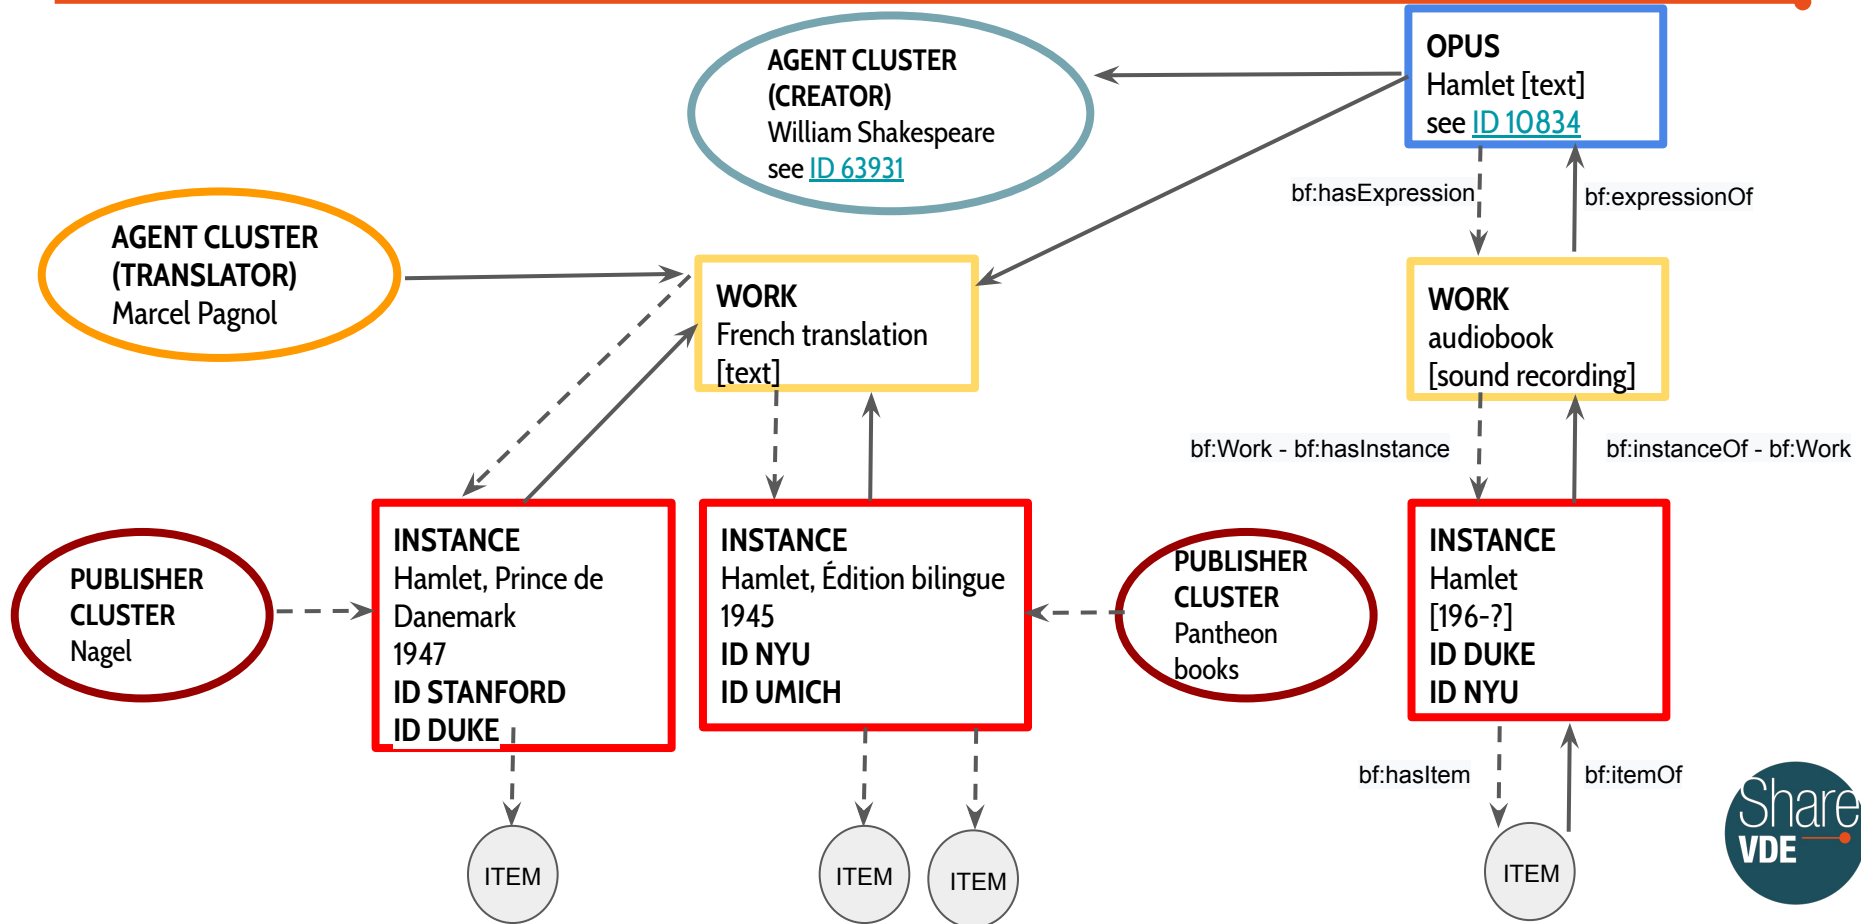 AGENT CLUSTER
(CREATOR)
William Shakespeare
see ID 63931
OPUS
Hamlet [text]
see ID 10834
bf:hasExpression
bf:expressionOf
AGENT CLUSTER
(TRANSLATOR)
Marcel Pagnol
WORK
French translation
[text]
WORK
audiobook
[sound recording]
bf:Work - bf:hasInstance
bf:instanceOf - bf:Work
PUBLISHER
CLUSTER
Nagel
INSTANCE
Hamlet, Prince de
Danemark
1947
ID STANFORD
ID DUKE
INSTANCE
Hamlet, Édition bilingue
1945
ID NYU
ID UMICH
PUBLISHER
CLUSTER
Pantheon
books
INSTANCE
Hamlet
[196-?]
ID DUKE
ID NYU
bf:hasItem
bf:itemOf
ITEM
ITEM
ITEM
ITEM
Share
VDE